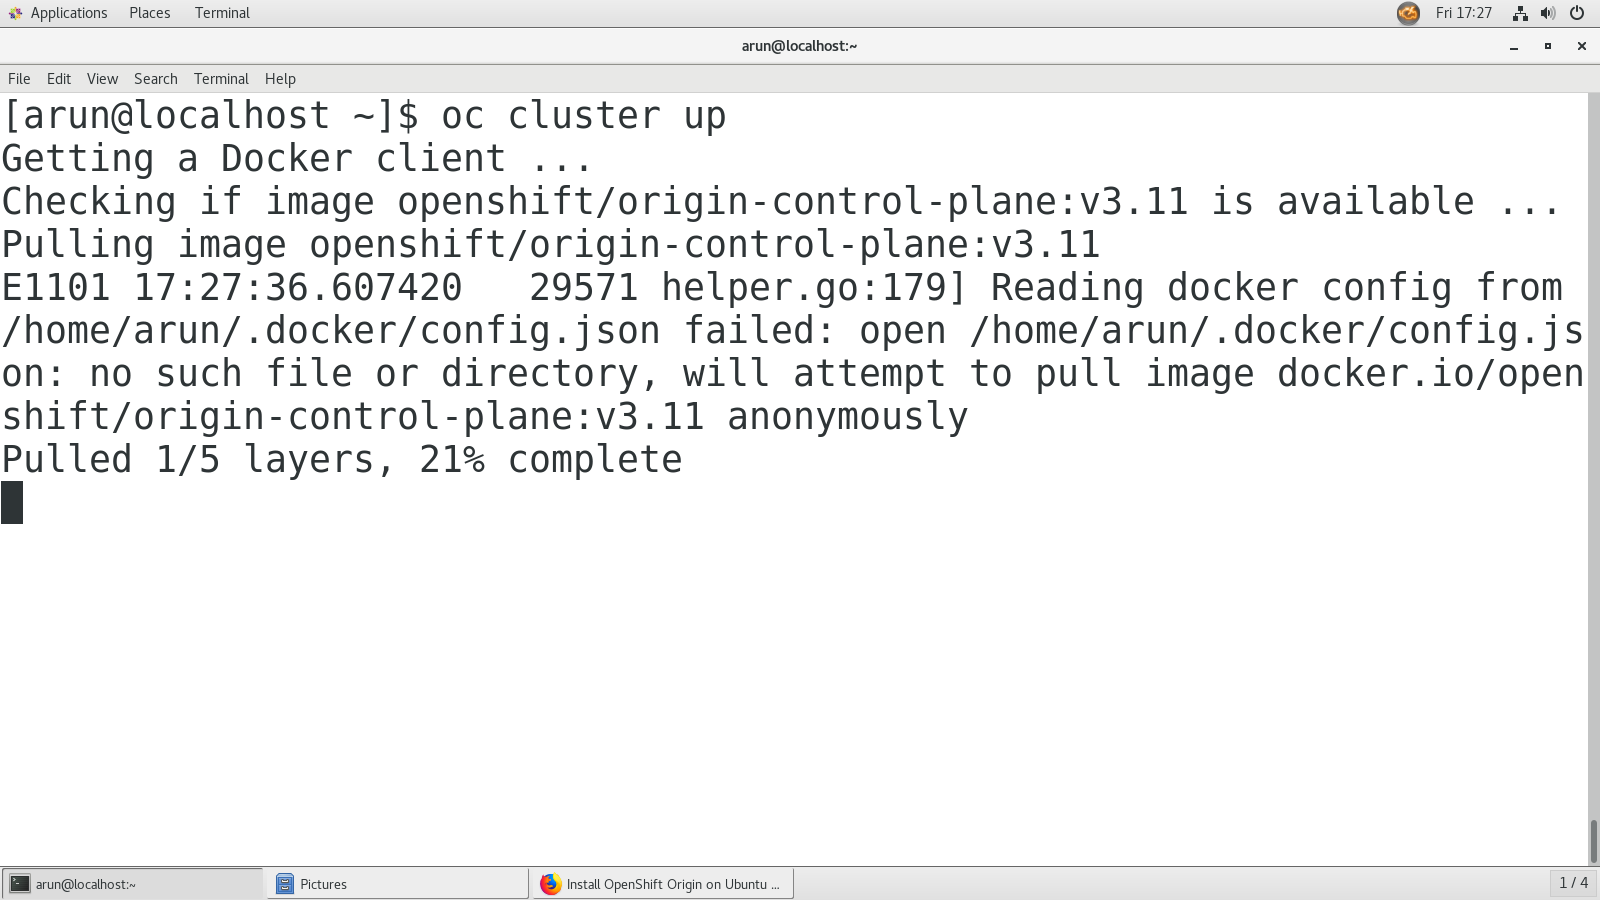 Applications Places Terminal Fri 17:27
arun@localhost:~
File Edit View Search Terminal Help
[arun@localhost ~]$ oc cluster up
Getting a Docker client ...
Checking if image openshift/origin-control-plane:v3.11 is available ...
Pulling image openshift/origin-control-plane:v3.11
E1101 17:27:36.607420   29571 helper.go:179] Reading docker config from
/home/arun/.docker/config.json failed: open /home/arun/.docker/config.js
on: no such file or directory, will attempt to pull image docker.io/open
shift/origin-control-plane:v3.11 anonymously
Pulled 1/5 layers, 21% complete
arun@localhost:~ Pictures Install OpenShift Origin on Ubuntu ... 1 / 4